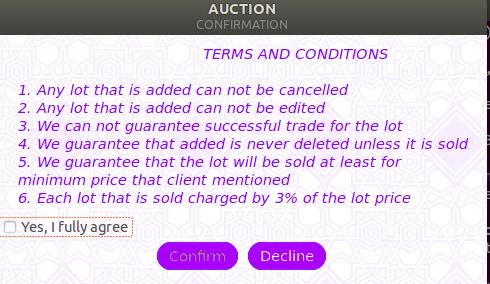 AUCTION
CONFIRMATION
TERMS AND CONDITIONS
1. Any lot that is added can not be cancelled
2. Any lot that is added can not be edited
3. We can not guarantee successful trade for the lot
4. We guarantee that added is never deleted unless it is sold
5. We guarantee that the lot will be sold at least for
minimum price that client mentioned
6. Each lot that is sold charged by 3% of the lot price
Yes, I fully agree
Confirm Decline